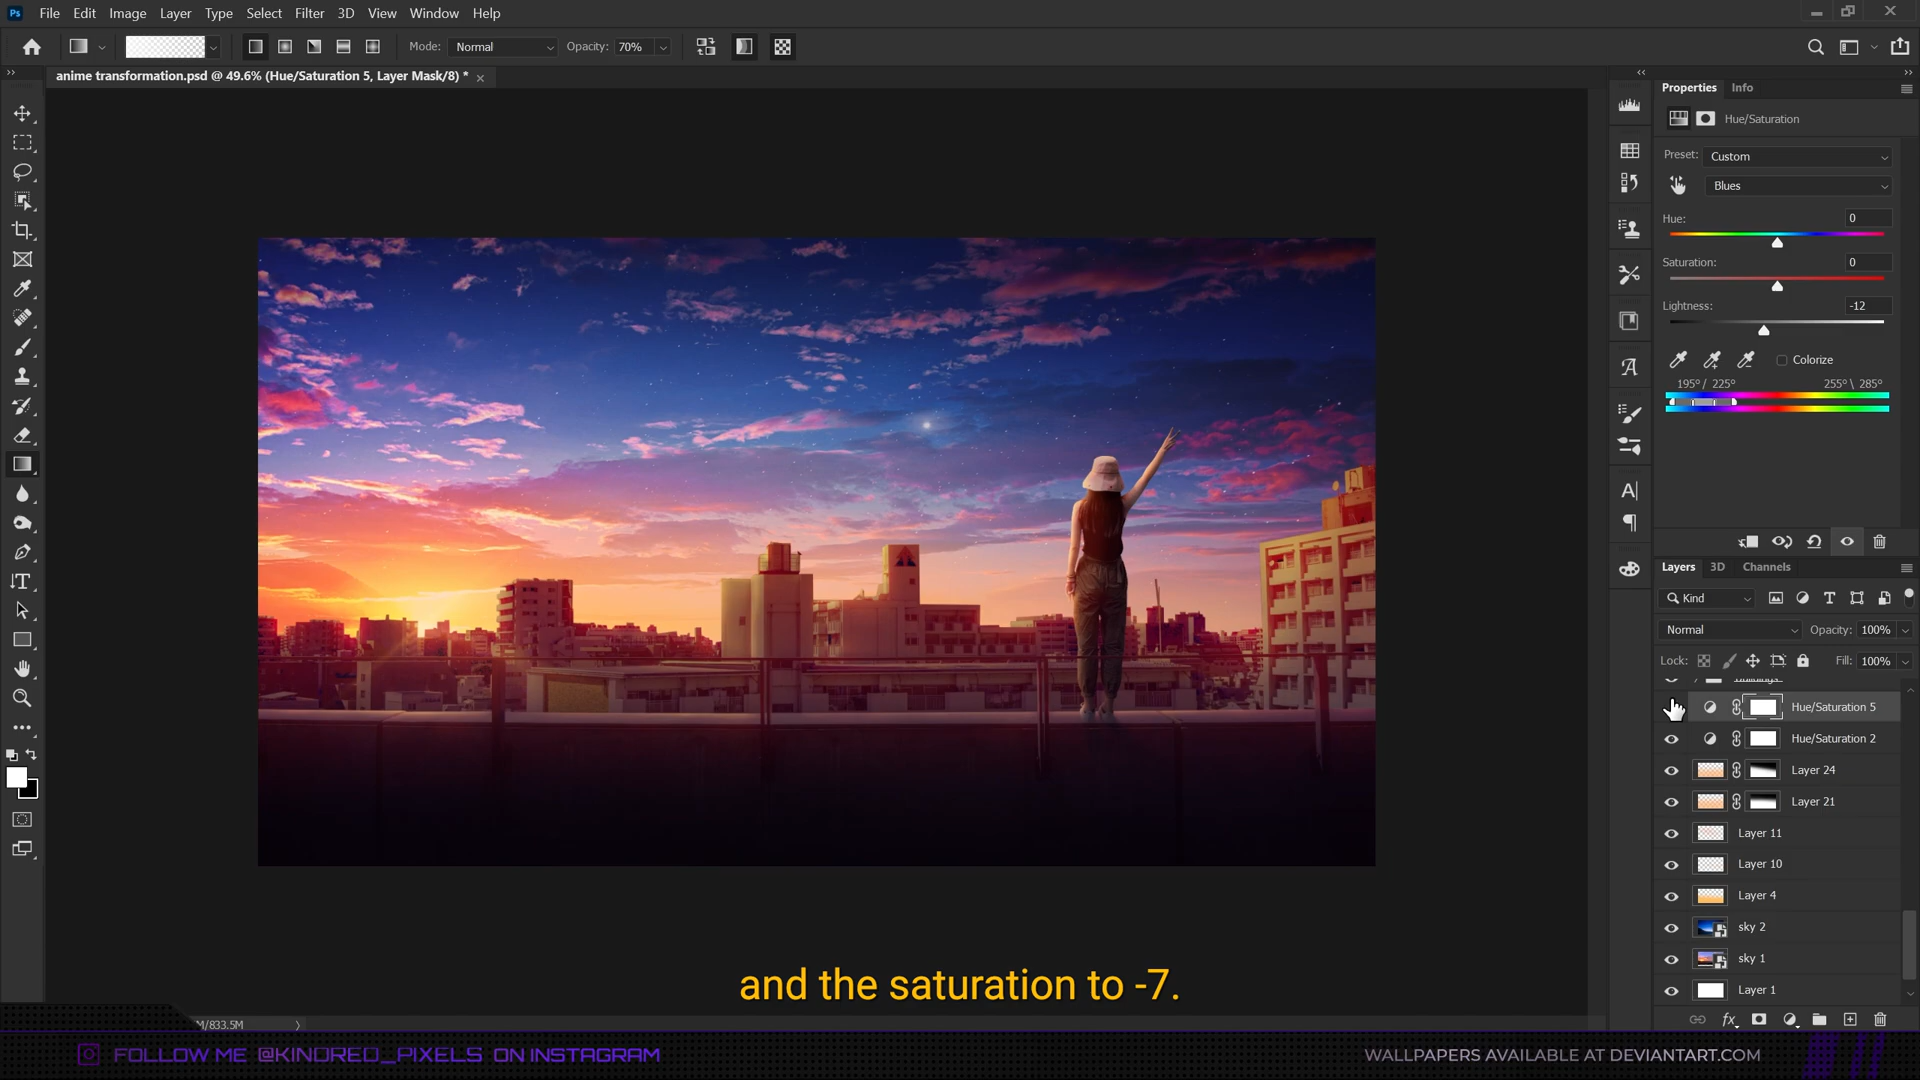 Ps File Edit Image Layer Type Select Filter 3D View Window Help
Mode: Normal Opacity: 70%
anime transformation.psd @ 49.6% (Hue/Saturation 5, Layer Mask/8) *
Properties Info
Hue/Saturation
Preset: Custom
Blues
Hue: 0
Saturation: 0
Lightness: -12
Colorize
195° / 225° 255° \ 285°
Layers 3D Channels
Kind
Normal Opacity: 100%
Lock: Fill: 100%
Buildings
Hue/Saturation 5
Hue/Saturation 2
Layer 24
Layer 21
Layer 11
Layer 10
Layer 4
sky 2
sky 1
Layer 1
and the saturation to -7.
M/833.5M
FOLLOW ME @KINDRED_PIXELS ON INSTAGRAM
WALLPAPERS AVAILABLE AT DEVIANTART.COM